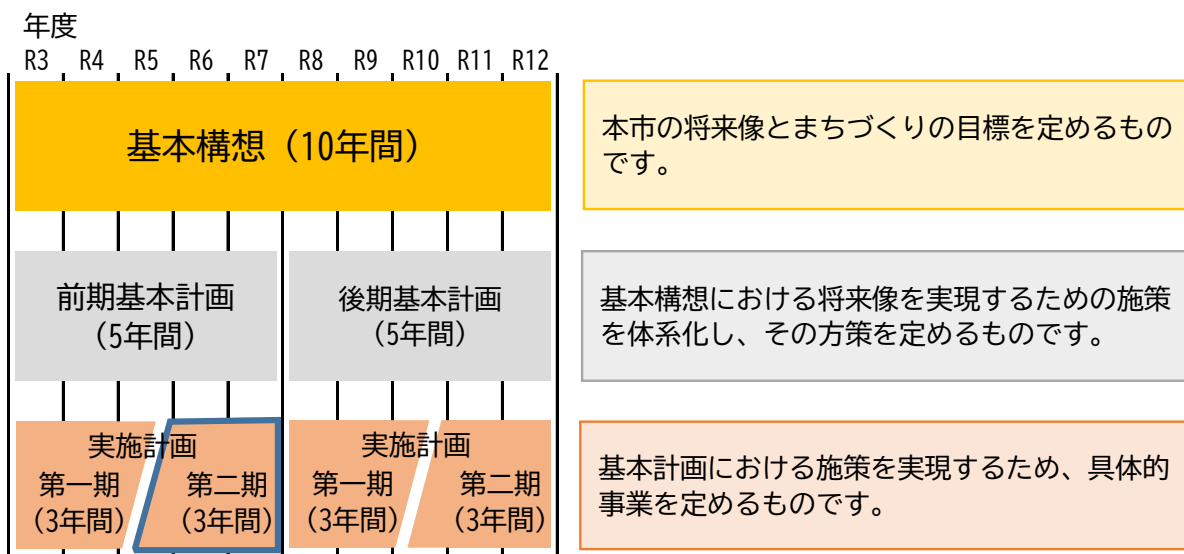 年度
R3 R4 R5 R6 R7 R8 R9 R10 R11 R12
基本構想（10年間）
本市の将来像とまちづくりの目標を定めるもの
です。
前期基本計画
（5年間）
後期基本計画
（5年間）
基本構想における将来像を実現するための施策
を体系化し、その方策を定めるものです。
実施計画
第一期
（3年間）
第二期
（3年間）
実施計画
第一期
（3年間）
第二期
（3年間）
基本計画における施策を実現するため、具体的
事業を定めるものです。